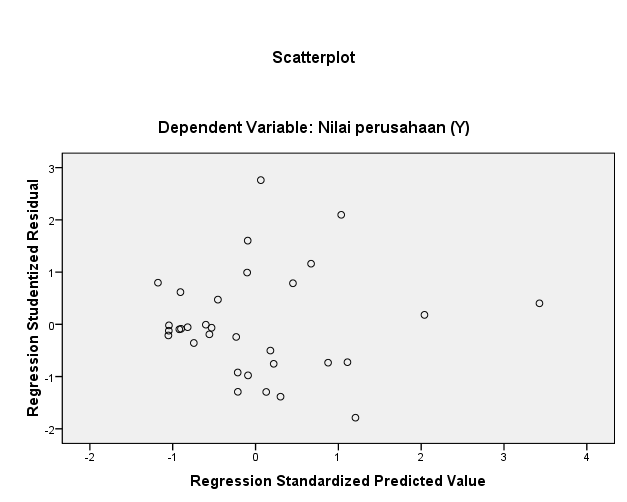 Scatterplot
Dependent Variable: Nilai perusahaan (Y)
Regression Studentized Residual
3
2
1
0
-1
-2
-2 -1 0 1 2 3 4
Regression Standardized Predicted Value